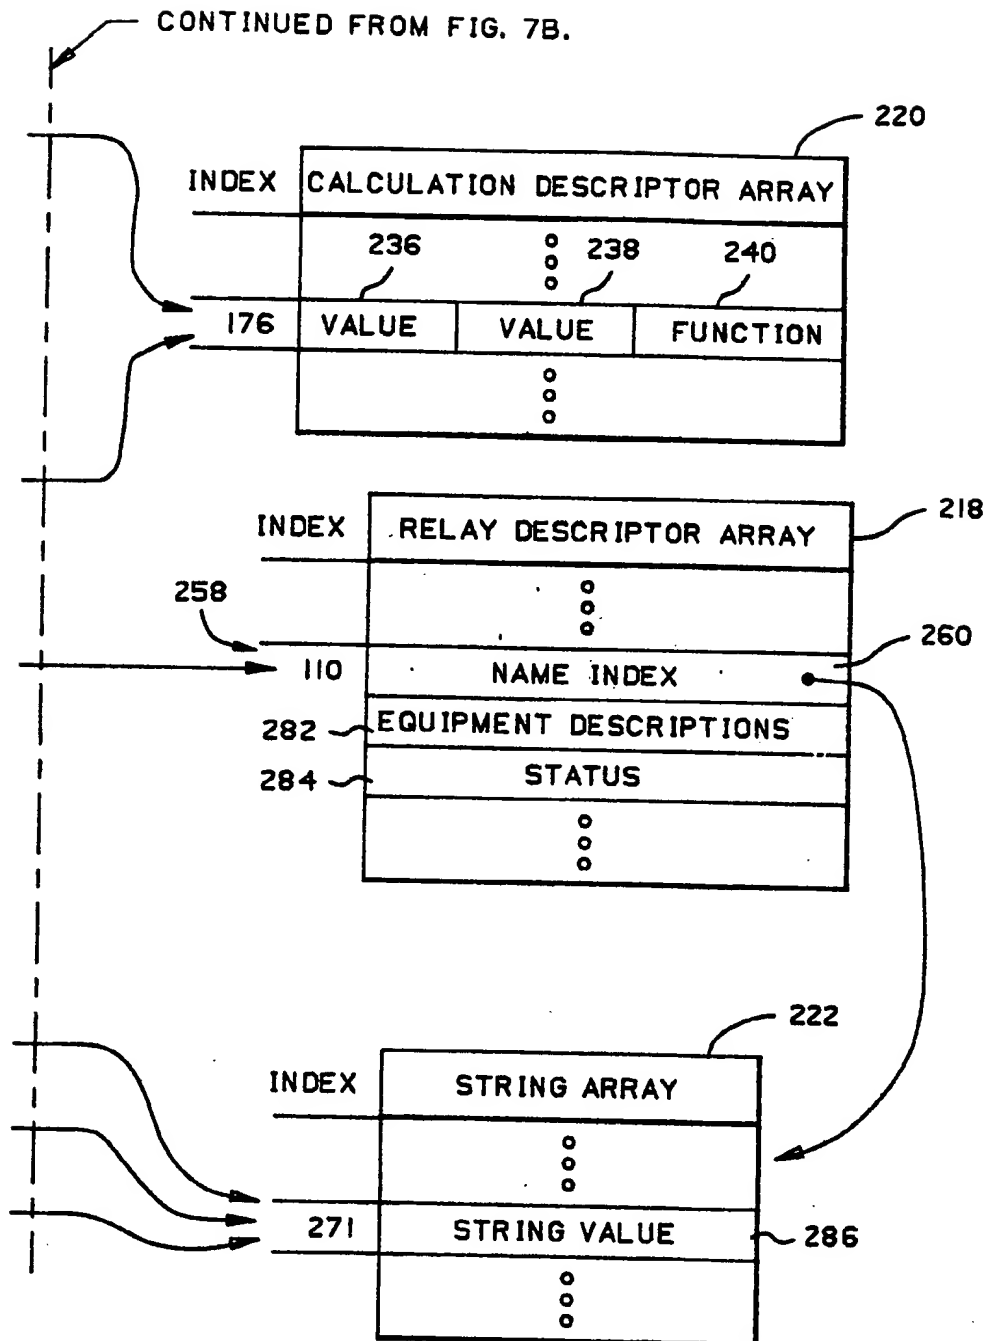 CONTINUED FROM FIG. 7B.
220
INDEX CALCULATION DESCRIPTOR ARRAY
236 238 240
176 VALUE VALUE FUNCTION
218
INDEX RELAY DESCRIPTOR ARRAY
258
260
110 NAME INDEX
282 EQUIPMENT DESCRIPTIONS
284 STATUS
222
INDEX STRING ARRAY
271 STRING VALUE 286